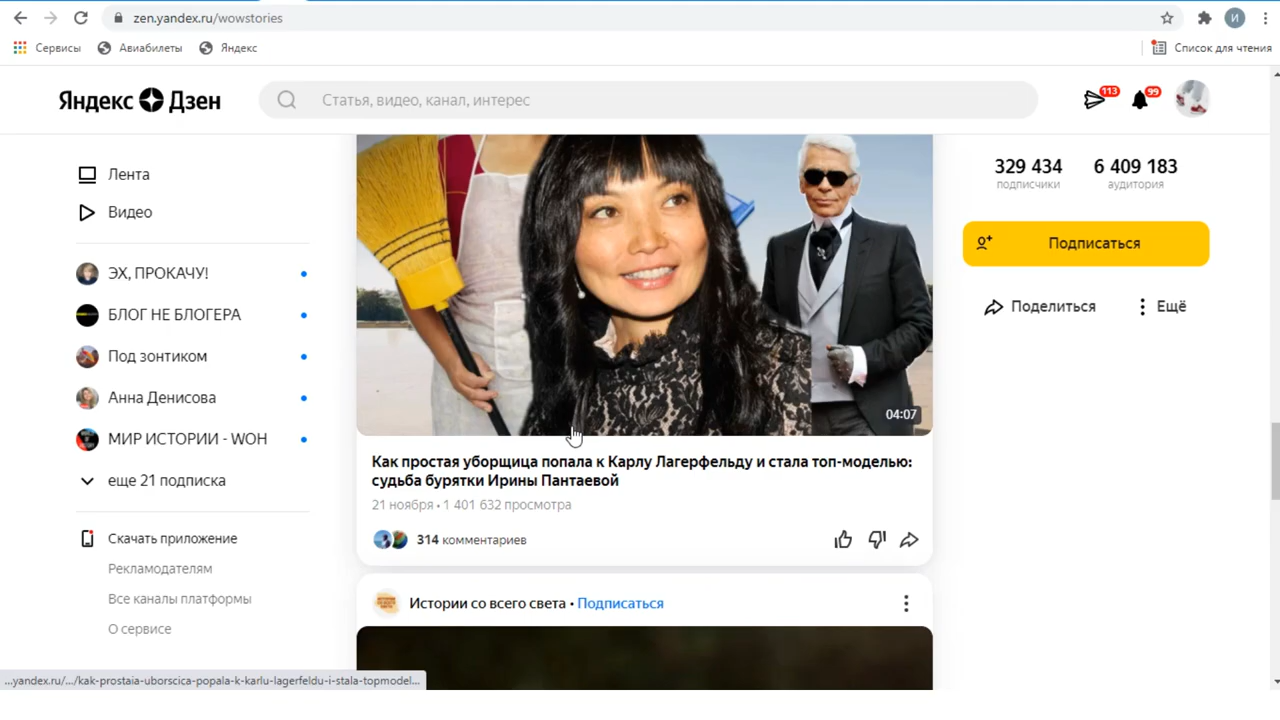 zen.yandex.ru/wowstories
И
Сервисы
Авиабилеты
Яндекс
Список для чтения
Яндекс Дзен
Статья, видео, канал, интерес
113
99
Лента
Видео
ЭХ, ПРОКАЧУ!
БЛОГ НЕ БЛОГЕРА
Под зонтиком
Анна Денисова
МИР ИСТОРИИ - WOH
еще 21 подписка
Скачать приложение
Рекламодателям
Все каналы платформы
О сервисе
04:07
Как простая уборщица попала к Карлу Лагерфельду и стала топ-моделью:
судьба бурятки Ирины Пантаевой
21 ноября • 1 401 632 просмотра
314 комментариев
Истории со всего света • Подписаться
329 434
6 409 183
подписчики
аудитория
Подписаться
Поделиться
Ещё
...yandex.ru/.../kak-prostaia-uborscica-popala-k-karlu-lagerfeldu-i-stala-topmodel...